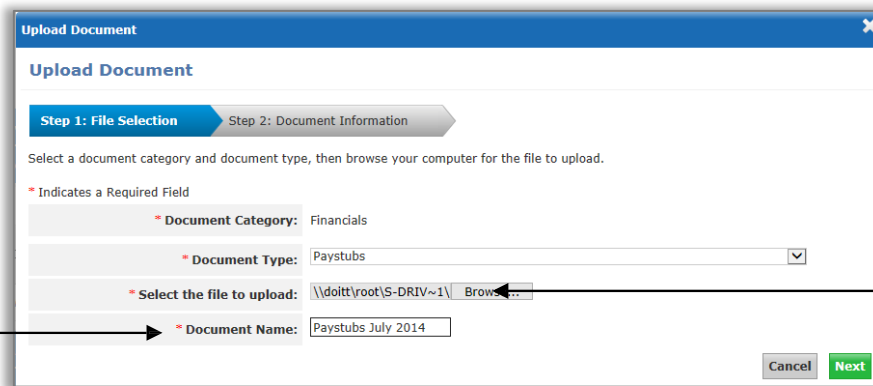 Upload Document
Upload Document
Step 1: File Selection Step 2: Document Information
Select a document category and document type, then browse your computer for the file to upload.
* Indicates a Required Field
* Document Category: Financials
* Document Type: Paystubs
* Select the file to upload: \\doitt\root\S-DRIV~1\
* Document Name: Paystubs July 2014
Cancel Next